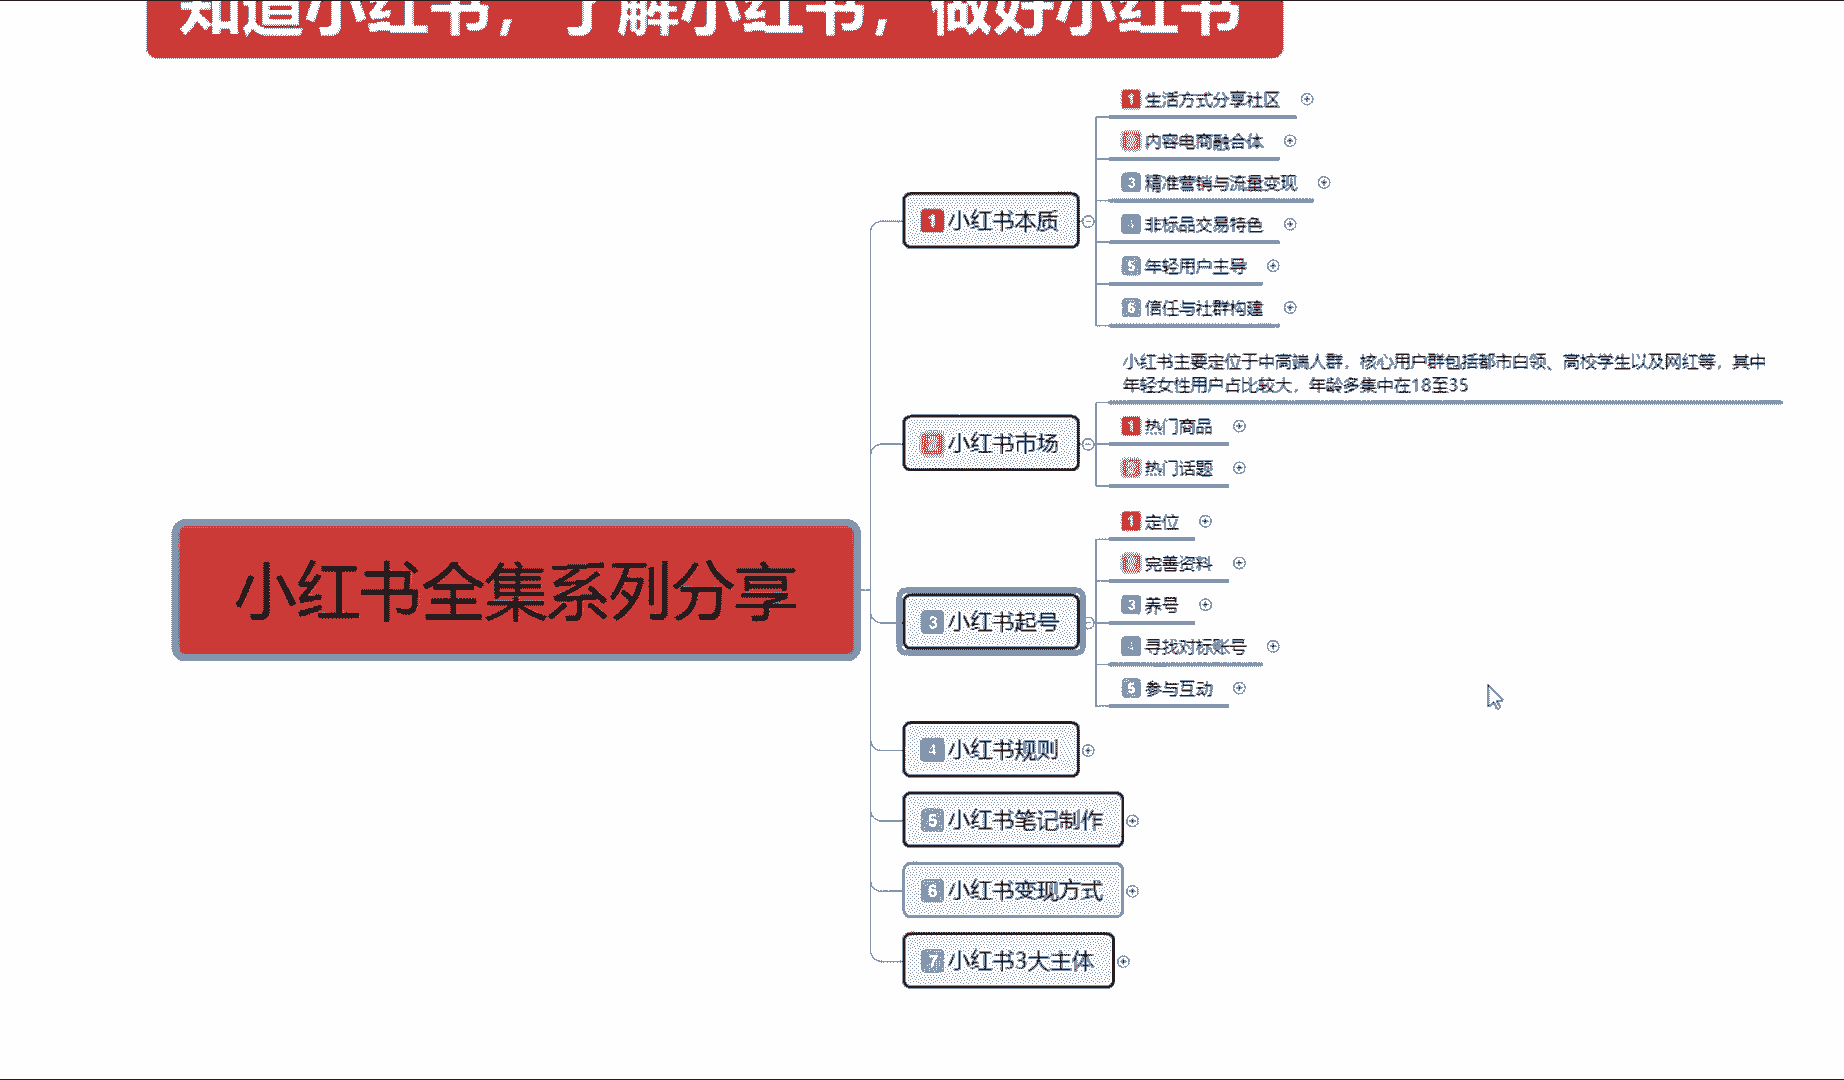 知道小红书，了解小红书，做好小红书
小红书全集系列分享
1 小红书本质
1 生活方式分享社区
2 内容电商融合体
3 精准营销与流量变现
4 非标品交易特色
5 年轻用户主导
6 信任与社群构建
2 小红书市场
小红书主要定位于中高端人群，核心用户群包括都市白领、高校学生以及网红等，其中
年轻女性用户占比较大，年龄多集中在18至35
1 热门商品
2 热门话题
3 小红书起号
1 定位
2 完善资料
3 养号
4 寻找对标账号
5 参与互动
4 小红书规则
5 小红书笔记制作
6 小红书变现方式
7 小红书3大主体